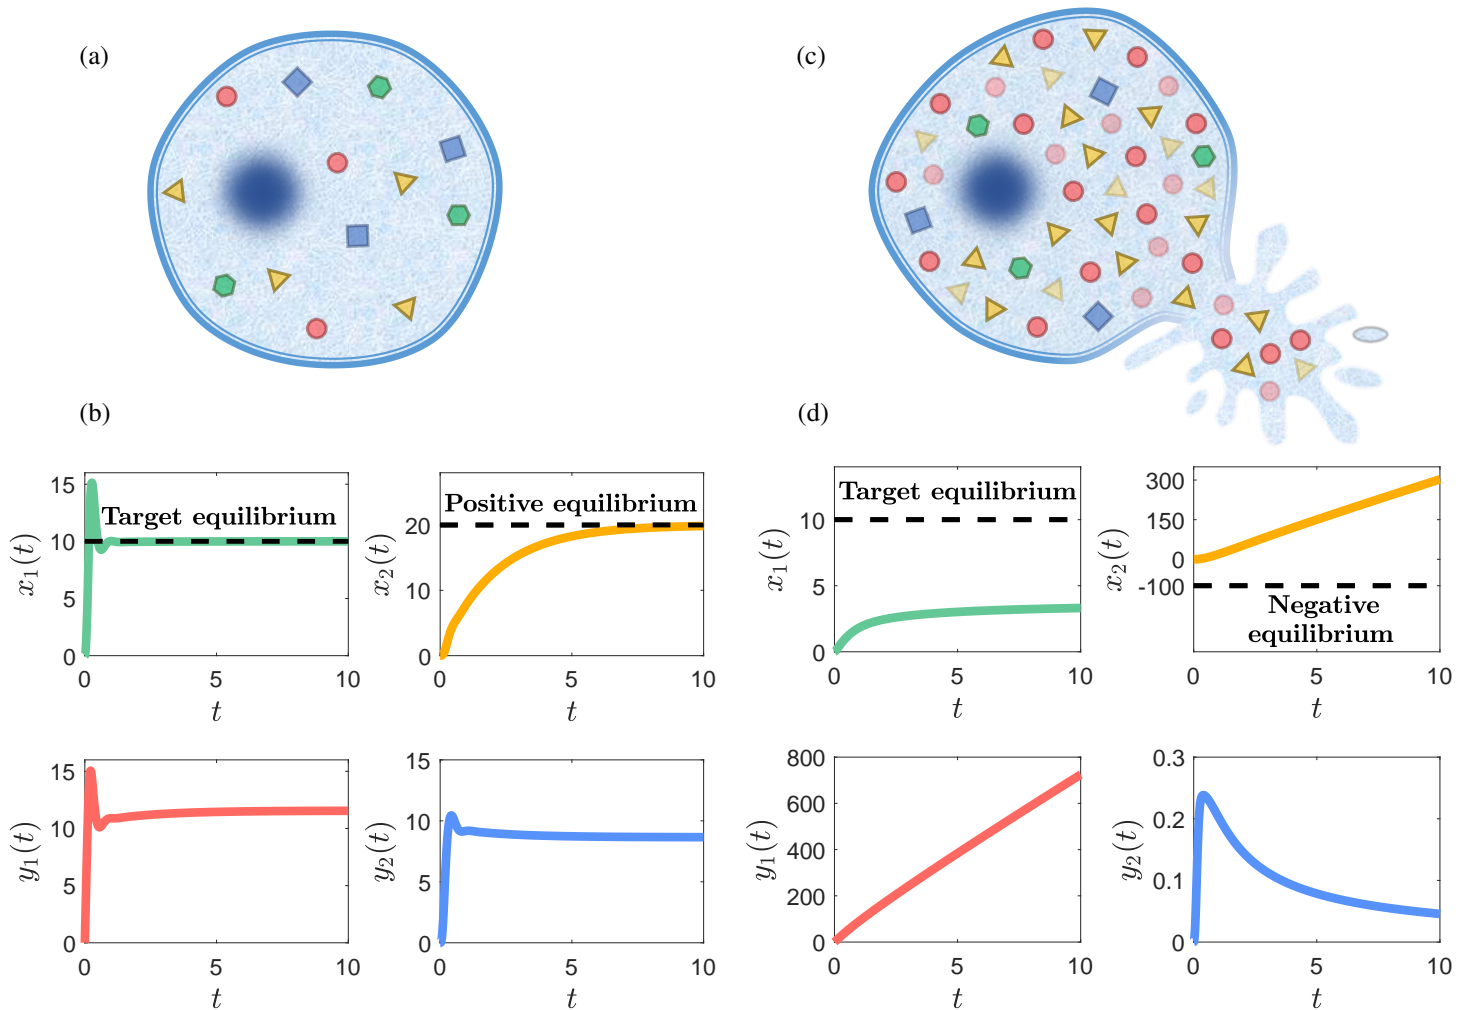 (a)
(c)
(b)
(d)
15
10
5
0
x₁(t)
Target equilibrium
0
5
10
t
20
10
0
x₂(t)
Positive equilibrium
0
5
10
t
10
5
0
x₁(t)
Target equilibrium
0
5
10
t
300
150
0
-100
x₂(t)
Negative
equilibrium
0
5
10
t
15
10
5
0
y₁(t)
0
5
10
t
15
10
5
0
y₂(t)
0
5
10
t
800
600
400
200
0
y₁(t)
0
5
10
t
0.3
0.2
0.1
0
y₂(t)
0
5
10
t